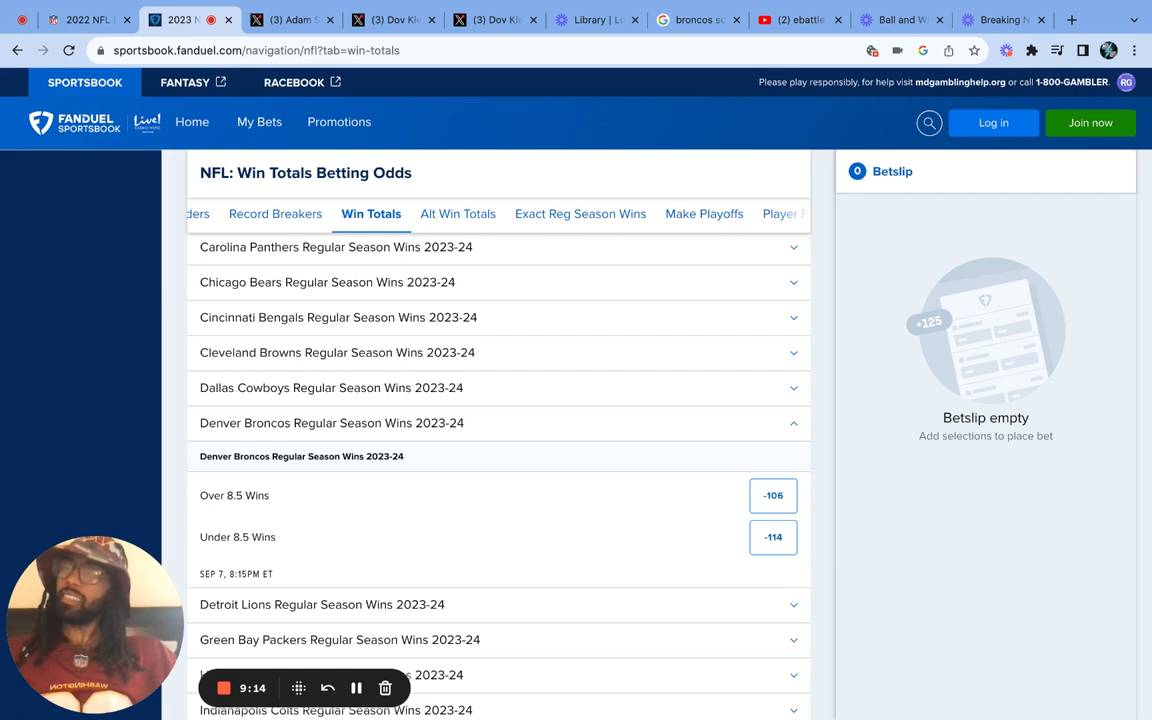 2022 NFL
2023 N
(3) Adam S
(3) Dov Kle
(3) Dov Kle
Library | Lo
broncos sc
(2) ebattle
Ball and W
Breaking N
sportsbook.fanduel.com/navigation/nfl?tab=win-totals
SPORTSBOOK
FANTASY
RACEBOOK
Please play responsibly, for help visit mdgamblinghelp.org or call 1-800-GAMBLER.
RG
FANDUEL
SPORTSBOOK
Live!
Home
My Bets
Promotions
Log in
Join now
NFL: Win Totals Betting Odds
0
Betslip
ders
Record Breakers
Win Totals
Alt Win Totals
Exact Reg Season Wins
Make Playoffs
Player P
Carolina Panthers Regular Season Wins 2023-24
Chicago Bears Regular Season Wins 2023-24
Cincinnati Bengals Regular Season Wins 2023-24
Cleveland Browns Regular Season Wins 2023-24
Dallas Cowboys Regular Season Wins 2023-24
Denver Broncos Regular Season Wins 2023-24
Denver Broncos Regular Season Wins 2023-24
Over 8.5 Wins
-106
Under 8.5 Wins
-114
SEP 7, 8:15PM ET
Detroit Lions Regular Season Wins 2023-24
Green Bay Packers Regular Season Wins 2023-24
s 2023-24
Indianapolis Colts Regular Season Wins 2023-24
+125
Betslip empty
Add selections to place bet
9:14
NFL
WASHINGTON